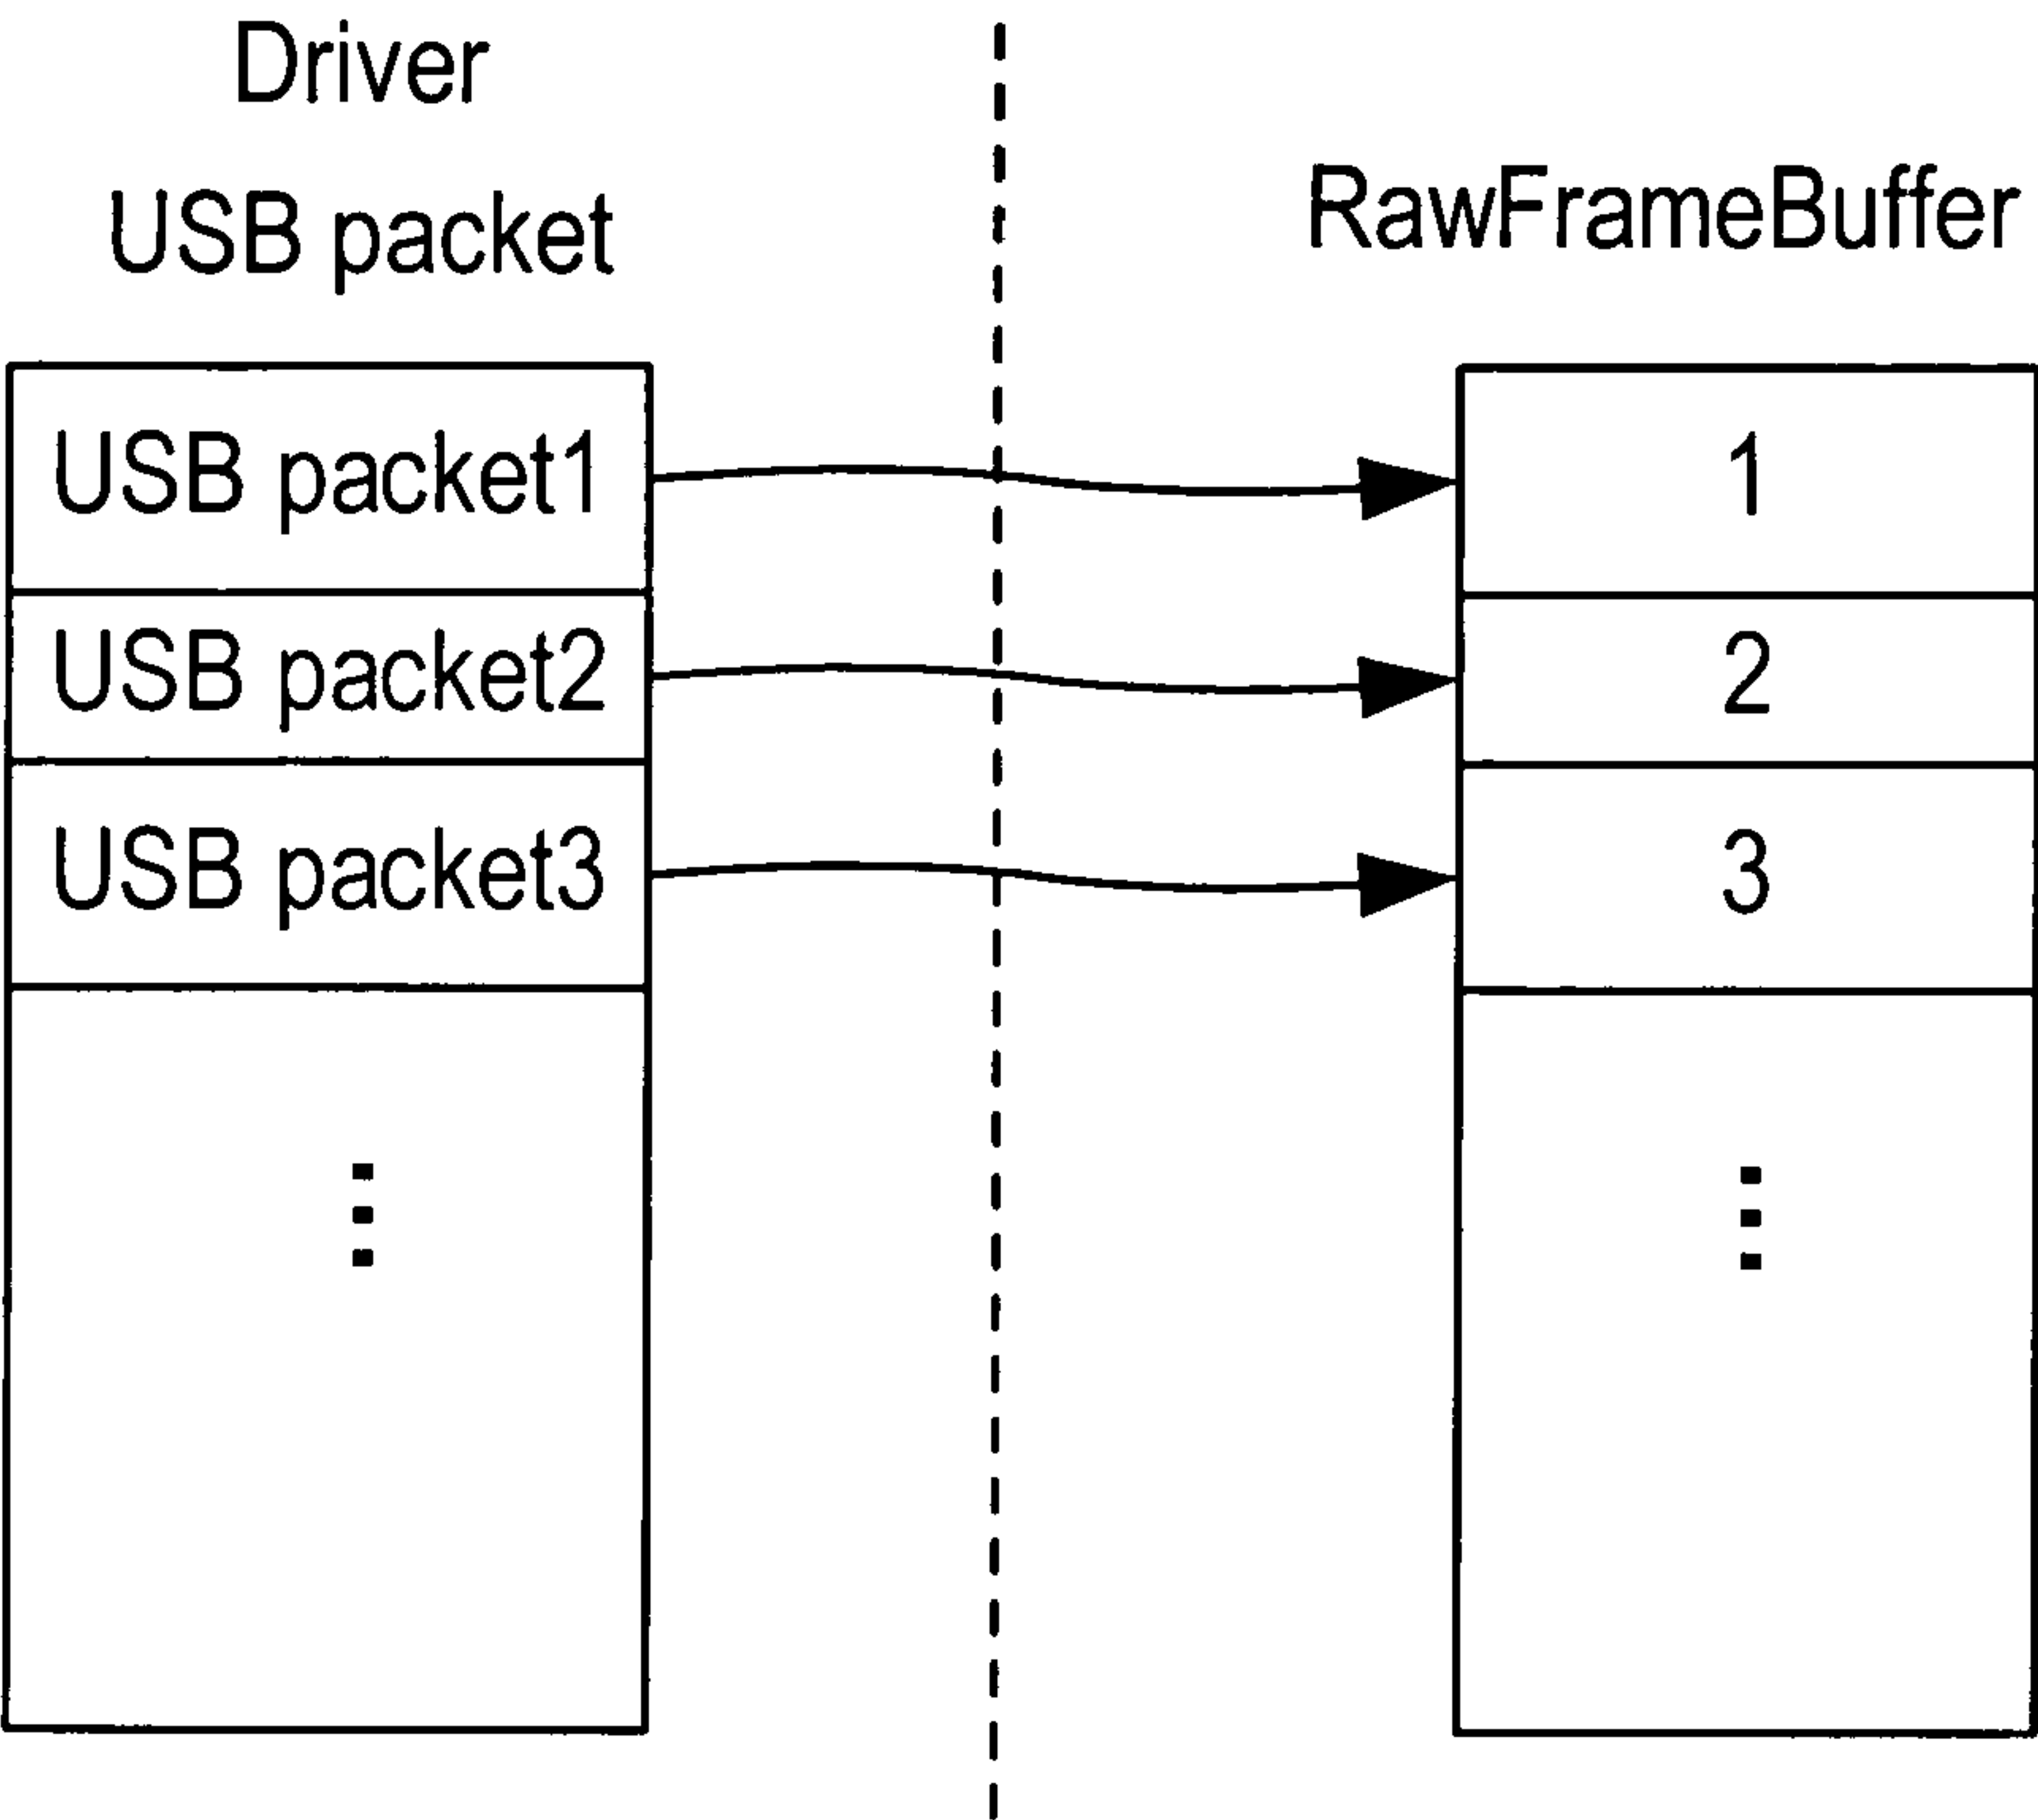 Driver
USB packet
RawFrameBuffer
USB packet1
1
USB packet2
2
USB packet3
3